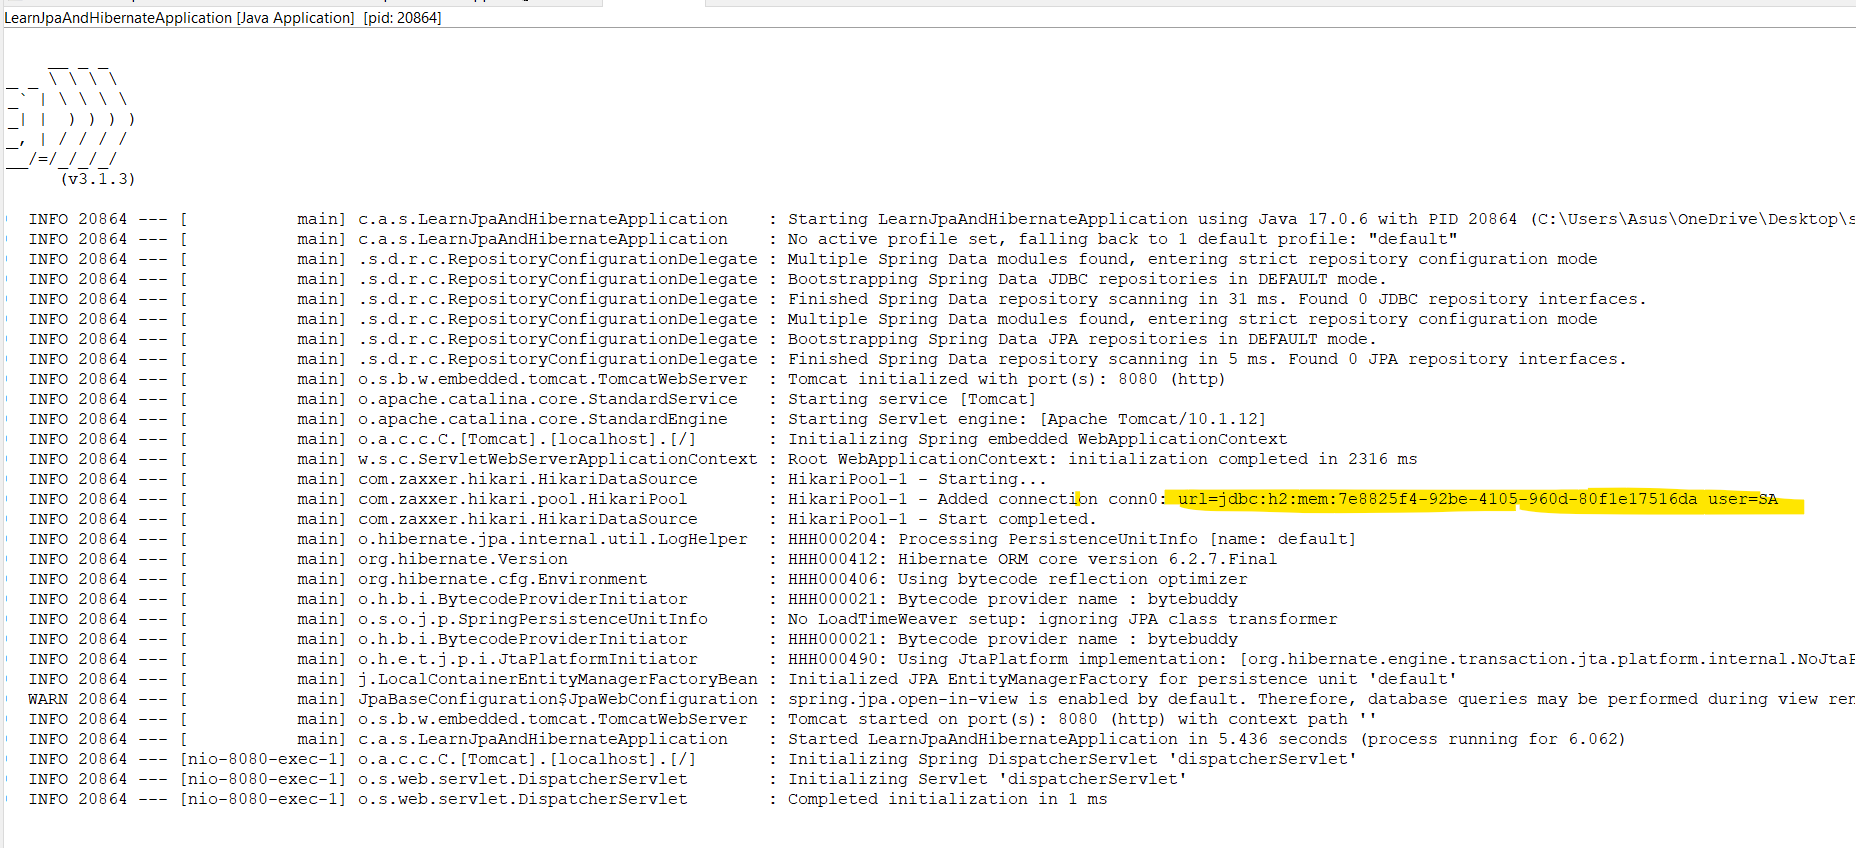 LearnJpaAndHibernateApplication [Java Application] [pid: 20864]
(v3.1.3)
INFO 20864 --- [           main] c.a.s.LearnJpaAndHibernateApplication    : Starting LearnJpaAndHibernateApplication using Java 17.0.6 with PID 20864 (C:\Users\Asus\OneDrive\Desktop\s
INFO 20864 --- [           main] c.a.s.LearnJpaAndHibernateApplication    : No active profile set, falling back to 1 default profile: "default"
INFO 20864 --- [           main] .s.d.r.c.RepositoryConfigurationDelegate : Multiple Spring Data modules found, entering strict repository configuration mode
INFO 20864 --- [           main] .s.d.r.c.RepositoryConfigurationDelegate : Bootstrapping Spring Data JDBC repositories in DEFAULT mode.
INFO 20864 --- [           main] .s.d.r.c.RepositoryConfigurationDelegate : Finished Spring Data repository scanning in 31 ms. Found 0 JDBC repository interfaces.
INFO 20864 --- [           main] .s.d.r.c.RepositoryConfigurationDelegate : Multiple Spring Data modules found, entering strict repository configuration mode
INFO 20864 --- [           main] .s.d.r.c.RepositoryConfigurationDelegate : Bootstrapping Spring Data JPA repositories in DEFAULT mode.
INFO 20864 --- [           main] .s.d.r.c.RepositoryConfigurationDelegate : Finished Spring Data repository scanning in 5 ms. Found 0 JPA repository interfaces.
INFO 20864 --- [           main] o.s.b.w.embedded.tomcat.TomcatWebServer  : Tomcat initialized with port(s): 8080 (http)
INFO 20864 --- [           main] o.apache.catalina.core.StandardService   : Starting service [Tomcat]
INFO 20864 --- [           main] o.apache.catalina.core.StandardEngine    : Starting Servlet engine: [Apache Tomcat/10.1.12]
INFO 20864 --- [           main] o.a.c.c.C.[Tomcat].[localhost].[/]       : Initializing Spring embedded WebApplicationContext
INFO 20864 --- [           main] w.s.c.ServletWebServerApplicationContext : Root WebApplicationContext: initialization completed in 2316 ms
INFO 20864 --- [           main] com.zaxxer.hikari.HikariDataSource       : HikariPool-1 - Starting...
INFO 20864 --- [           main] com.zaxxer.hikari.pool.HikariPool        : HikariPool-1 - Added connection conn0: url=jdbc:h2:mem:7e8825f4-92be-4105-960d-80f1e17516da user=SA
INFO 20864 --- [           main] com.zaxxer.hikari.HikariDataSource       : HikariPool-1 - Start completed.
INFO 20864 --- [           main] o.hibernate.jpa.internal.util.LogHelper  : HHH000204: Processing PersistenceUnitInfo [name: default]
INFO 20864 --- [           main] org.hibernate.Version                    : HHH000412: Hibernate ORM core version 6.2.7.Final
INFO 20864 --- [           main] org.hibernate.cfg.Environment            : HHH000406: Using bytecode reflection optimizer
INFO 20864 --- [           main] o.h.b.i.BytecodeProviderInitiator        : HHH000021: Bytecode provider name : bytebuddy
INFO 20864 --- [           main] o.s.o.j.p.SpringPersistenceUnitInfo      : No LoadTimeWeaver setup: ignoring JPA class transformer
INFO 20864 --- [           main] o.h.b.i.BytecodeProviderInitiator        : HHH000021: Bytecode provider name : bytebuddy
INFO 20864 --- [           main] o.h.e.t.j.p.i.JtaPlatformInitiator       : HHH000490: Using JtaPlatform implementation: [org.hibernate.engine.transaction.jta.platform.internal.NoJtaP
INFO 20864 --- [           main] j.LocalContainerEntityManagerFactoryBean : Initialized JPA EntityManagerFactory for persistence unit 'default'
WARN 20864 --- [           main] JpaBaseConfiguration$JpaWebConfiguration : spring.jpa.open-in-view is enabled by default. Therefore, database queries may be performed during view ren
INFO 20864 --- [           main] o.s.b.w.embedded.tomcat.TomcatWebServer  : Tomcat started on port(s): 8080 (http) with context path ''
INFO 20864 --- [           main] c.a.s.LearnJpaAndHibernateApplication    : Started LearnJpaAndHibernateApplication in 5.436 seconds (process running for 6.062)
INFO 20864 --- [nio-8080-exec-1] o.a.c.c.C.[Tomcat].[localhost].[/]       : Initializing Spring DispatcherServlet 'dispatcherServlet'
INFO 20864 --- [nio-8080-exec-1] o.s.web.servlet.DispatcherServlet        : Initializing Servlet 'dispatcherServlet'
INFO 20864 --- [nio-8080-exec-1] o.s.web.servlet.DispatcherServlet        : Completed initialization in 1 ms